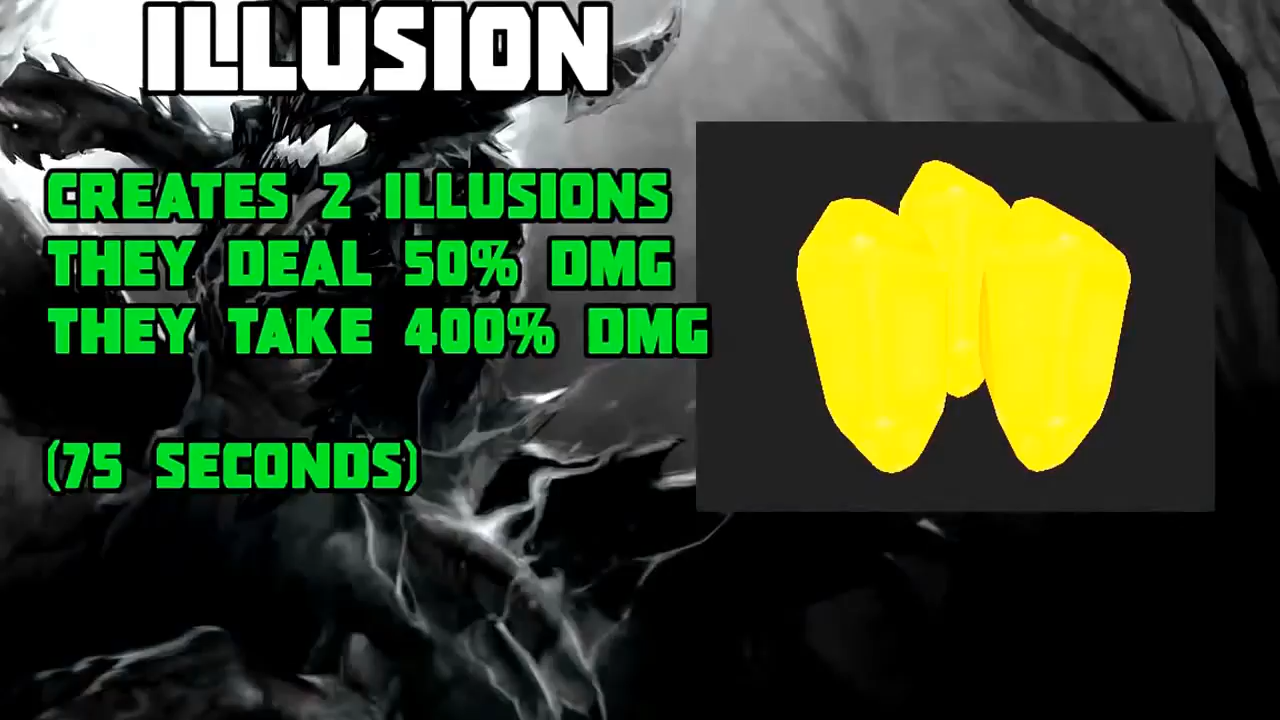 ILLUSION
CREATES 2 ILLUSIONS
THEY DEAL 50% DMG
THEY TAKE 400% DMG
(75 SECONDS)